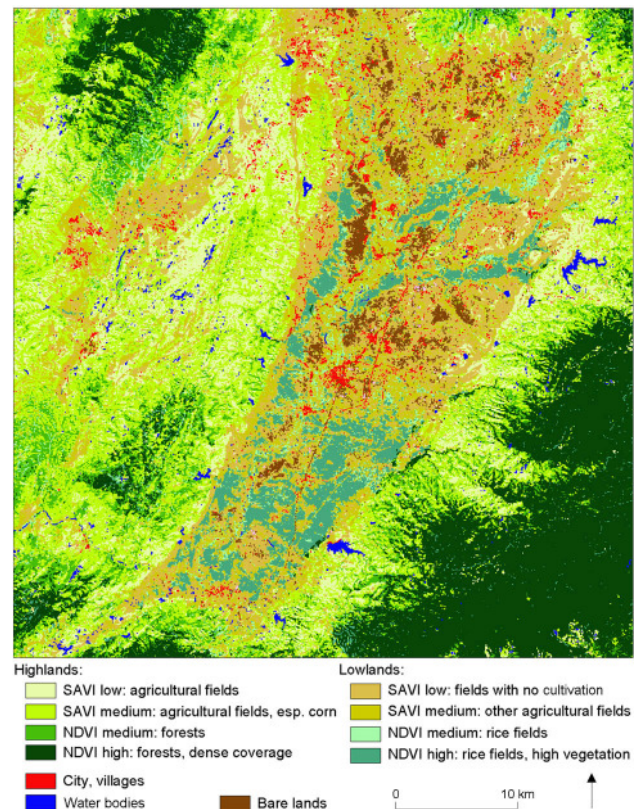 Highlands:
SAVI low: agricultural fields
SAVI medium: agricultural fields, esp. corn
NDVI medium: forests
NDVI high: forests, dense coverage
City, villages
Water bodies
Lowlands:
SAVI low: fields with no cultivation
SAVI medium: other agricultural fields
NDVI medium: rice fields
NDVI high: rice fields, high vegetation
Bare lands
0 10 km